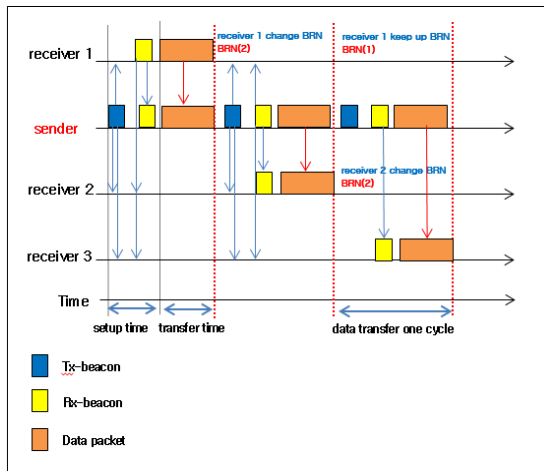 receiver 1 change BRN
BRN(2)
receiver 1 keep up BRN
BRN(1)
receiver 1
sender
receiver 2 change BRN
BRN(2)
receiver 2
receiver 3
Time
setup time
transfer time
data transfer one cycle
Tx-beacon
Rx-beacon
Data packet